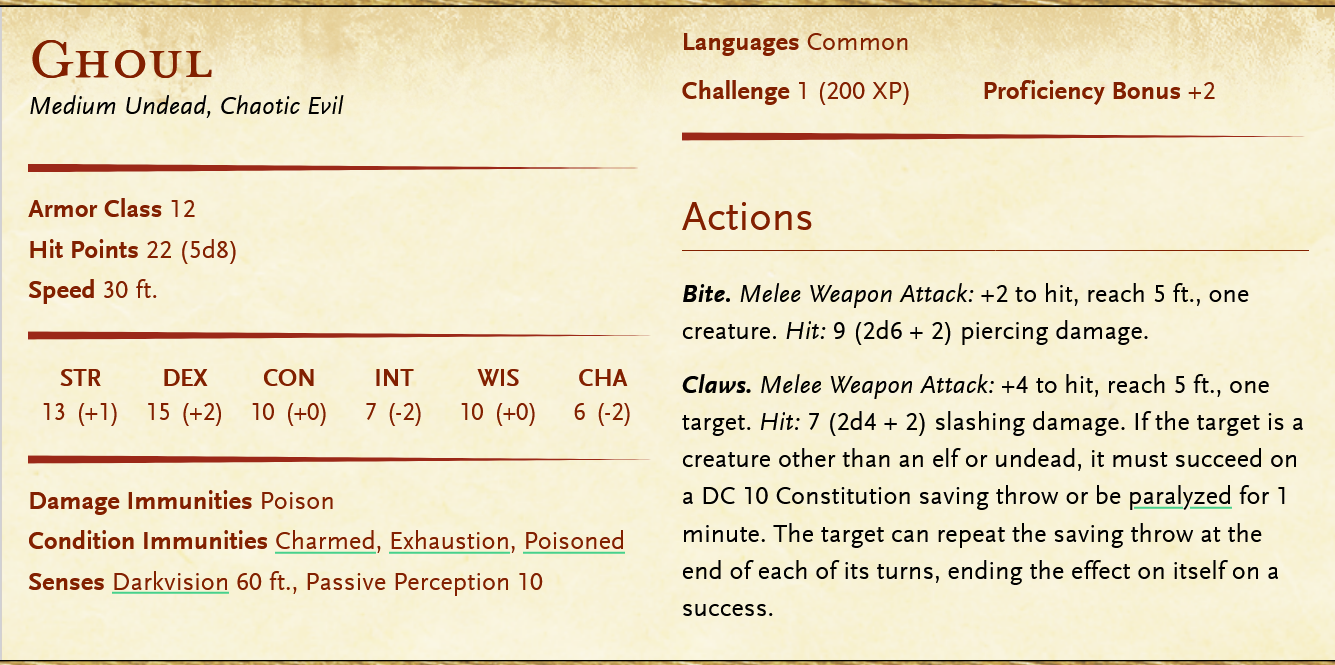 Ghoul
Medium Undead, Chaotic Evil
Armor Class 12
Hit Points 22 (5d8)
Speed 30 ft.
STR DEX CON INT WIS CHA
13 (+1) 15 (+2) 10 (+0) 7 (-2) 10 (+0) 6 (-2)
Damage Immunities Poison
Condition Immunities Charmed, Exhaustion, Poisoned
Senses Darkvision 60 ft., Passive Perception 10
Languages Common
Challenge 1 (200 XP) Proficiency Bonus +2
Actions
Bite. Melee Weapon Attack: +2 to hit, reach 5 ft., one
creature. Hit: 9 (2d6 + 2) piercing damage.
Claws. Melee Weapon Attack: +4 to hit, reach 5 ft., one
target. Hit: 7 (2d4 + 2) slashing damage. If the target is a
creature other than an elf or undead, it must succeed on
a DC 10 Constitution saving throw or be paralyzed for 1
minute. The target can repeat the saving throw at the
end of each of its turns, ending the effect on itself on a
success.